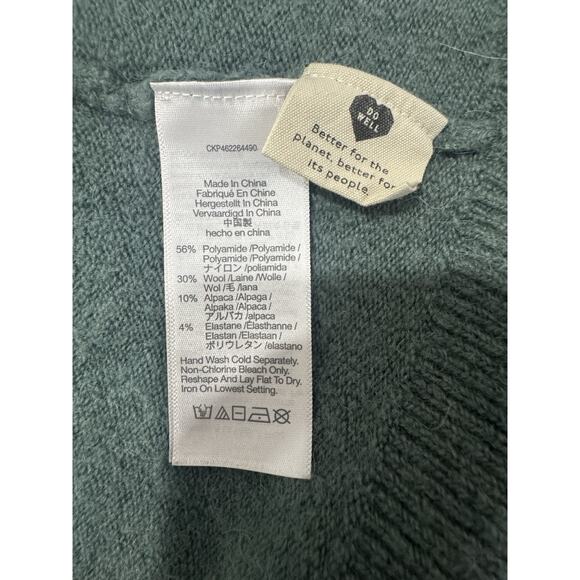 CKP462264490
Made In China
Fabriqué En Chine
Hergestellt In China
Vervaardigd In China
中国製
hecho en china
56% Polyamide /Polyamide /
Polyamide /Polyamide /
ナイロン /poliamida
30% Wool /Laine /Wolle /
Wol /毛 /lana
10% Alpaca /Alpaga /
Alpaka /Alpaca /
アルパカ /alpaca
4% Elastane /Élasthanne /
Elastan /Elastaan /
ポリウレタン /elastano
Hand Wash Cold Separately.
Non-Chlorine Bleach Only.
Reshape And Lay Flat To Dry.
Iron On Lowest Setting.
DO
WELL
Better for the
planet, better for
its people.